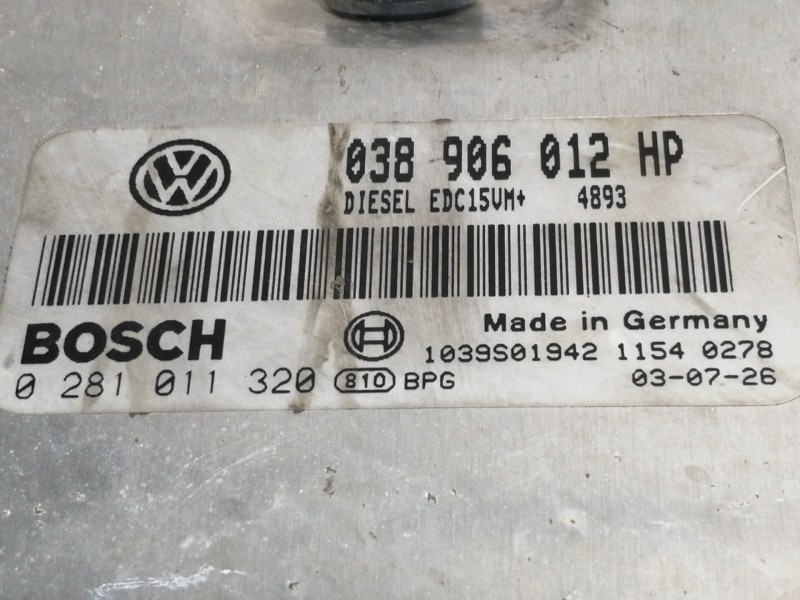 038 906 012 HP
DIESEL EDC15VM+ 4893
BOSCH
Made in Germany
1039S01942 1154 0278
0 281 011 320 810 BPG 03-07-26